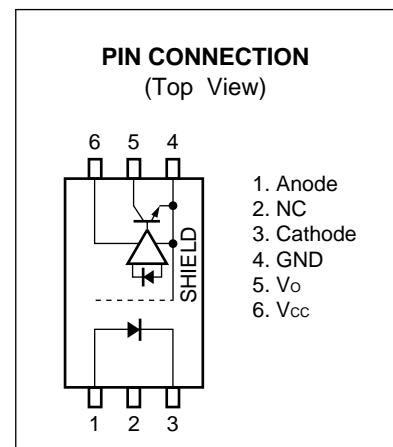 PIN CONNECTION
(Top View)
6 5 4
SHIELD
1 2 3
1. Anode
2. NC
3. Cathode
4. GND
5. Vo
6. Vcc